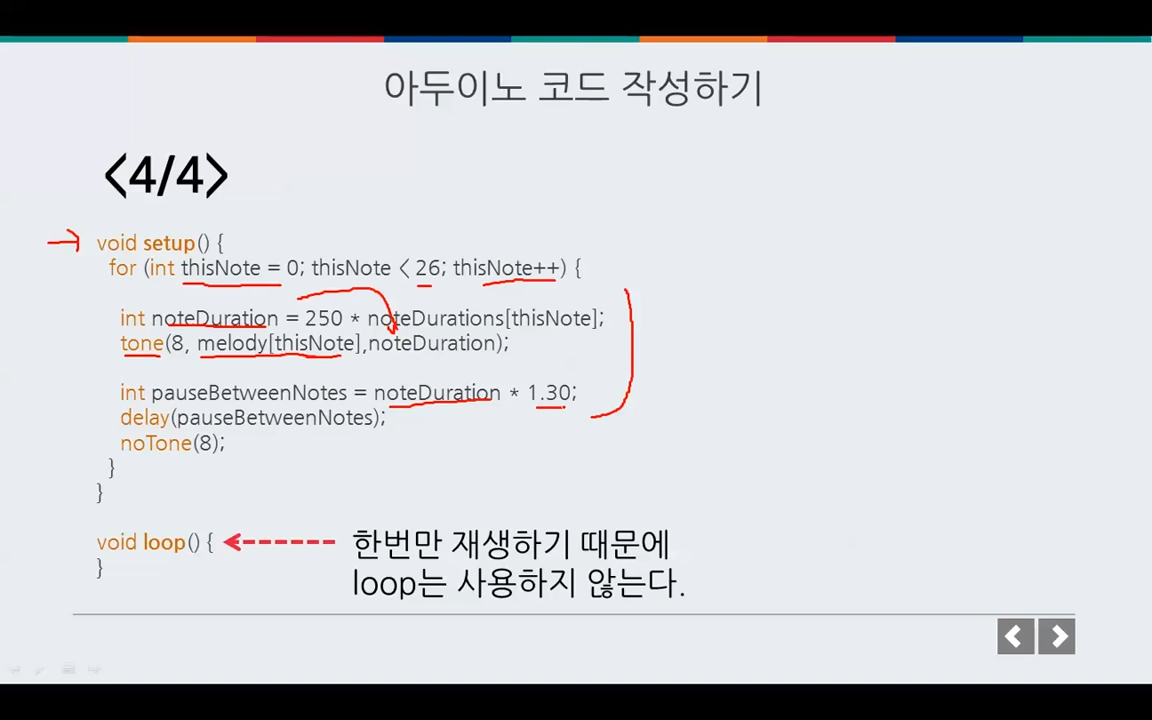 아두이노 코드 작성하기
<4/4>
void setup() {
for (int thisNote = 0; thisNote < 26; thisNote++) {
int noteDuration = 250 * noteDurations[thisNote];
tone(8, melody[thisNote],noteDuration);
int pauseBetweenNotes = noteDuration * 1.30;
delay(pauseBetweenNotes);
noTone(8);
}
}
void loop() {
}
한번만 재생하기 때문에
loop는 사용하지 않는다.